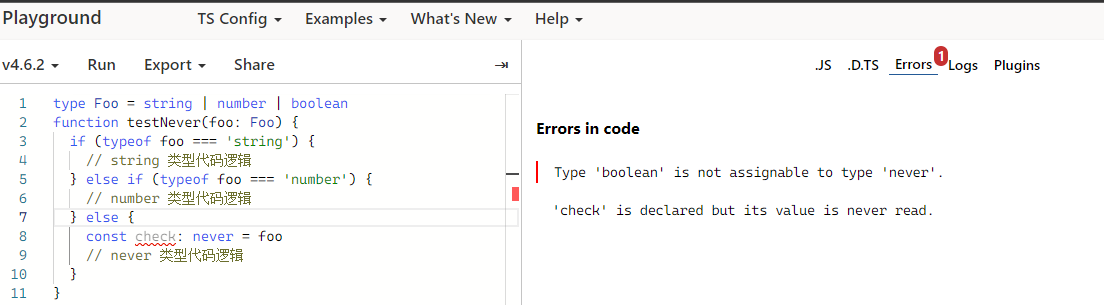 Playground TS Config Examples What's New Help
v4.6.2 Run Export Share
.JS .D.TS Errors 1 Logs Plugins
1 type Foo = string | number | boolean
2 function testNever(foo: Foo) {
3 if (typeof foo === 'string') {
4 // string 类型代码逻辑
5 } else if (typeof foo === 'number') {
6 // number 类型代码逻辑
7 } else {
8 const check: never = foo
9 // never 类型代码逻辑
10 }
11 }
Errors in code
Type 'boolean' is not assignable to type 'never'.
'check' is declared but its value is never read.